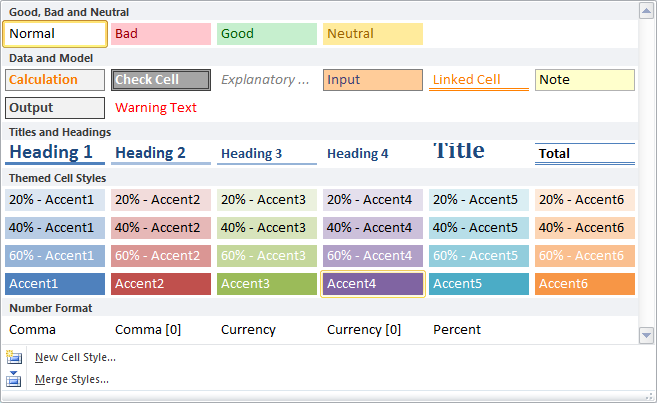 Good, Bad and Neutral
Normal Bad Good Neutral
Data and Model
Calculation Check Cell Explanatory ... Input Linked Cell Note
Output Warning Text
Titles and Headings
Heading 1 Heading 2 Heading 3 Heading 4 Title Total
Themed Cell Styles
20% - Accent1 20% - Accent2 20% - Accent3 20% - Accent4 20% - Accent5 20% - Accent6
40% - Accent1 40% - Accent2 40% - Accent3 40% - Accent4 40% - Accent5 40% - Accent6
60% - Accent1 60% - Accent2 60% - Accent3 60% - Accent4 60% - Accent5 60% - Accent6
Accent1 Accent2 Accent3 Accent4 Accent5 Accent6
Number Format
Comma Comma [0] Currency Currency [0] Percent
New Cell Style...
Merge Styles...